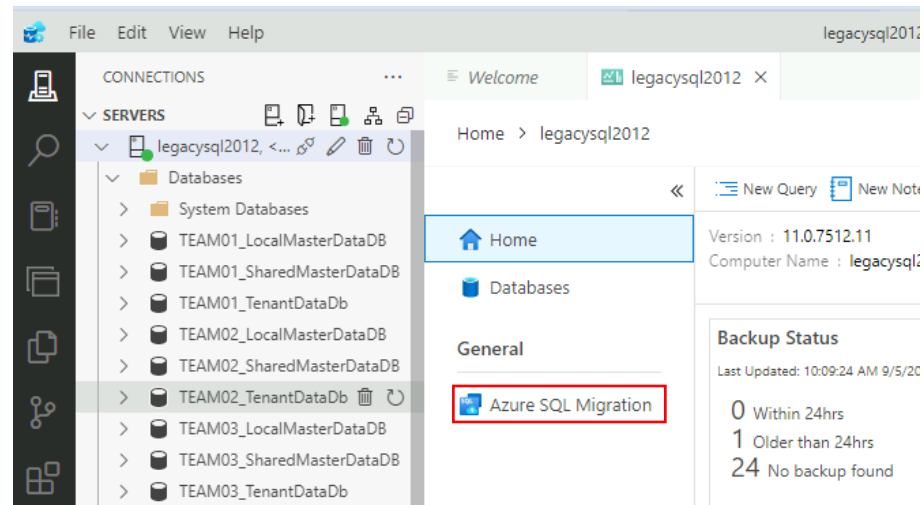 File Edit View Help legacysql2012
CONNECTIONS ...
SERVERS
legacysql2012, <...
Databases
System Databases
TEAM01_LocalMasterDataDB
TEAM01_SharedMasterDataDB
TEAM01_TenantDataDb
TEAM02_LocalMasterDataDB
TEAM02_SharedMasterDataDB
TEAM02_TenantDataDb
TEAM03_LocalMasterDataDB
TEAM03_SharedMasterDataDB
TEAM03_TenantDataDb
Welcome legacysql2012
Home > legacysql2012
Home
Databases
General
Azure SQL Migration
New Query New Note
Version : 11.0.7512.11
Computer Name : legacysql2
Backup Status
Last Updated: 10:09:24 AM 9/5/20
0 Within 24hrs
1 Older than 24hrs
24 No backup found